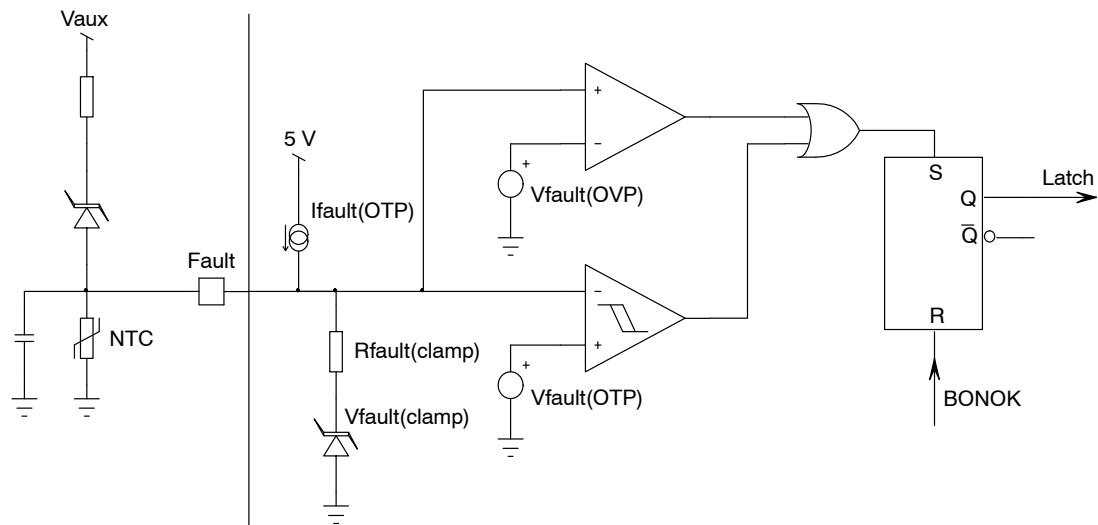 Vaux
5 V
Ifault(OTP)
Fault
NTC
Rfault(clamp)
Vfault(clamp)
+
−
+
Vfault(OVP)
−
+
+
Vfault(OTP)
S
Q
Q̅
R
Latch
BONOK